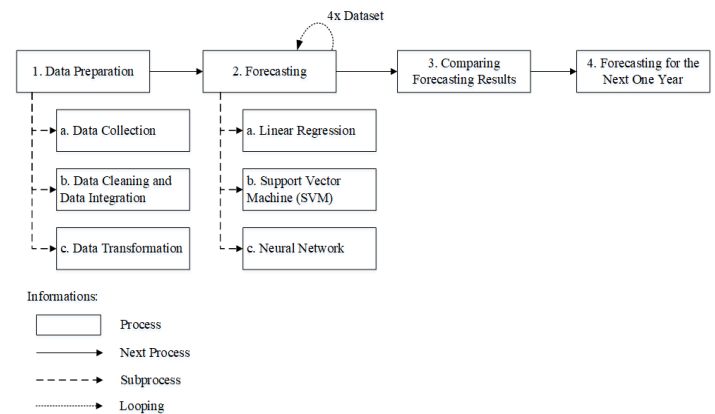 4x Dataset
1. Data Preparation
2. Forecasting
3. Comparing
Forecasting Results
4. Forecasting for the
Next One Year
a. Data Collection
b. Data Cleaning and
Data Integration
c. Data Transformation
a. Linear Regression
b. Support Vector
Machine (SVM)
c. Neural Network
Informations:
Process
Next Process
Subprocess
Looping